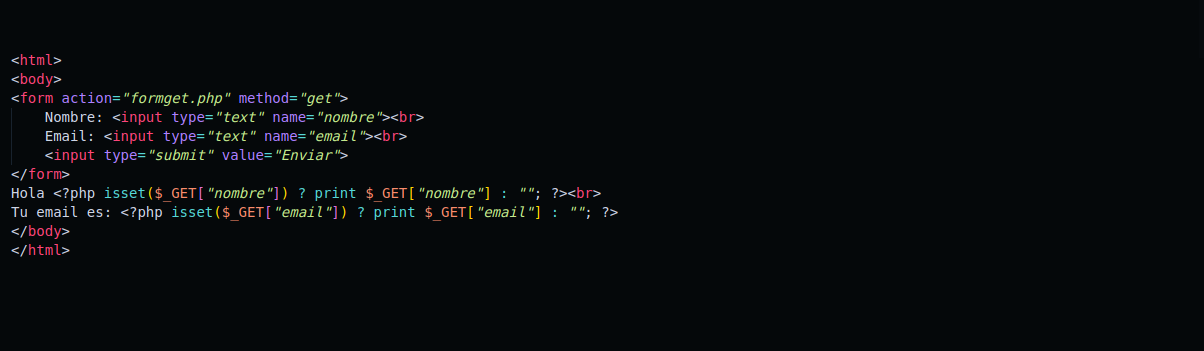 <html>
<body>
<form action="formget.php" method="get">
Nombre: <input type="text" name="nombre"><br>
Email: <input type="text" name="email"><br>
<input type="submit" value="Enviar">
</form>
Hola <?php isset($_GET["nombre"]) ? print $_GET["nombre"] : ""; ?><br>
Tu email es: <?php isset($_GET["email"]) ? print $_GET["email"] : ""; ?>
</body>
</html>